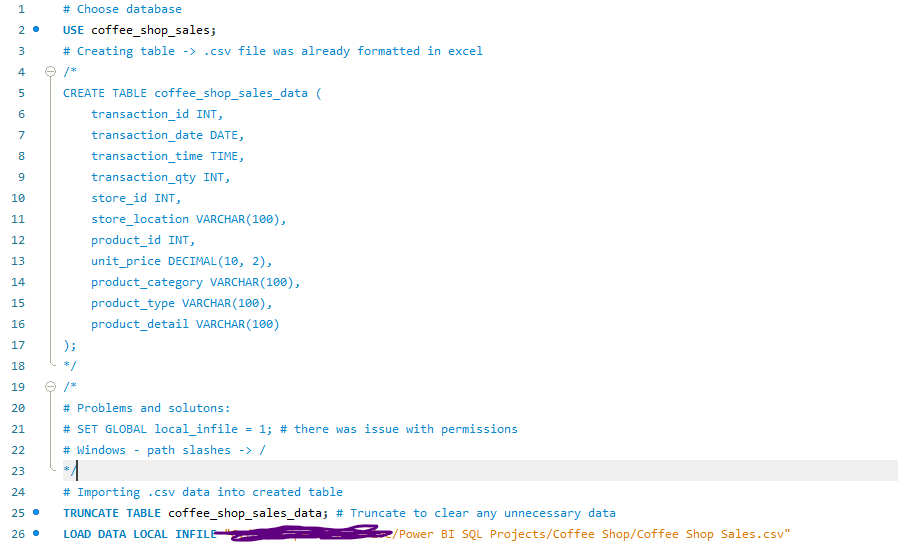 1 # Choose database
2 USE coffee_shop_sales;
3 # Creating table -> .csv file was already formatted in excel
4 /*
5 CREATE TABLE coffee_shop_sales_data (
6 transaction_id INT,
7 transaction_date DATE,
8 transaction_time TIME,
9 transaction_qty INT,
10 store_id INT,
11 store_location VARCHAR(100),
12 product_id INT,
13 unit_price DECIMAL(10, 2),
14 product_category VARCHAR(100),
15 product_type VARCHAR(100),
16 product_detail VARCHAR(100)
17 );
18 */
19 /*
20 # Problems and solutons:
21 # SET GLOBAL local_infile = 1; # there was issue with permissions
22 # Windows - path slashes -> /
23 */
24 # Importing .csv data into created table
25 TRUNCATE TABLE coffee_shop_sales_data; # Truncate to clear any unnecessary data
26 LOAD DATA LOCAL INFILE /Power BI SQL Projects/Coffee Shop/Coffee Shop Sales.csv"